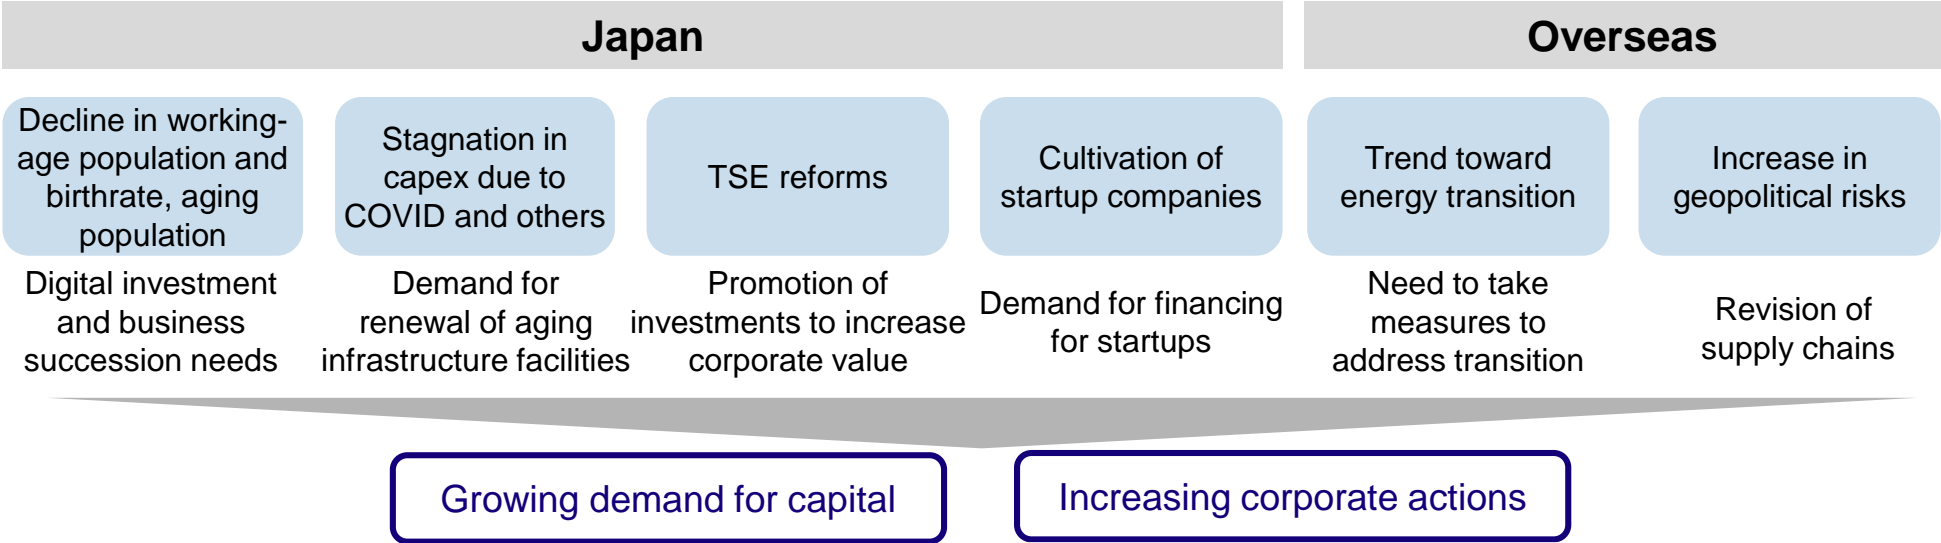 Japan
Overseas
Decline in working-
age population and
birthrate, aging
population
Stagnation in
capex due to
COVID and others
TSE reforms
Cultivation of
startup companies
Trend toward
energy transition
Increase in
geopolitical risks
Digital investment
and business
succession needs
Demand for
renewal of aging
infrastructure facilities
Promotion of
investments to increase
corporate value
Demand for financing
for startups
Need to take
measures to
address transition
Revision of
supply chains
Growing demand for capital
Increasing corporate actions